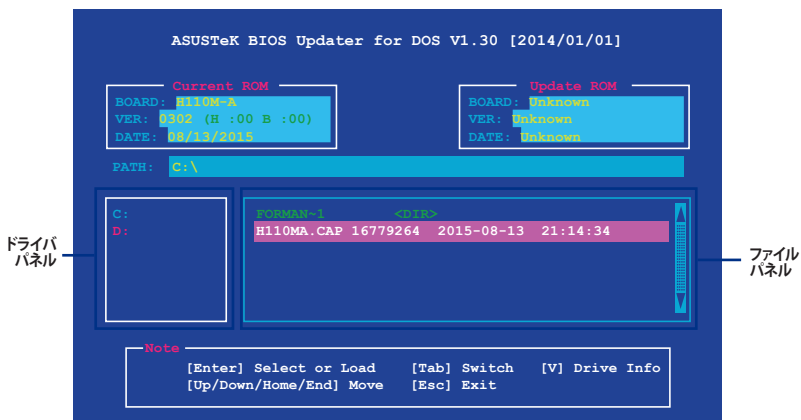 ASUSTeK BIOS Updater for DOS V1.30 [2014/01/01]
Current ROM
BOARD: H110M-A
VER: 0302 (H :00 B :00)
DATE: 08/13/2015
Update ROM
BOARD: Unknown
VER: Unknown
DATE: Unknown
PATH: C:\
C:
D:
FORMAN~1 <DIR>
H110MA.CAP 16779264 2015-08-13 21:14:34
ドライバ
パネル
ファイル
パネル
Note
[Enter] Select or Load [Tab] Switch [V] Drive Info
[Up/Down/Home/End] Move [Esc] Exit